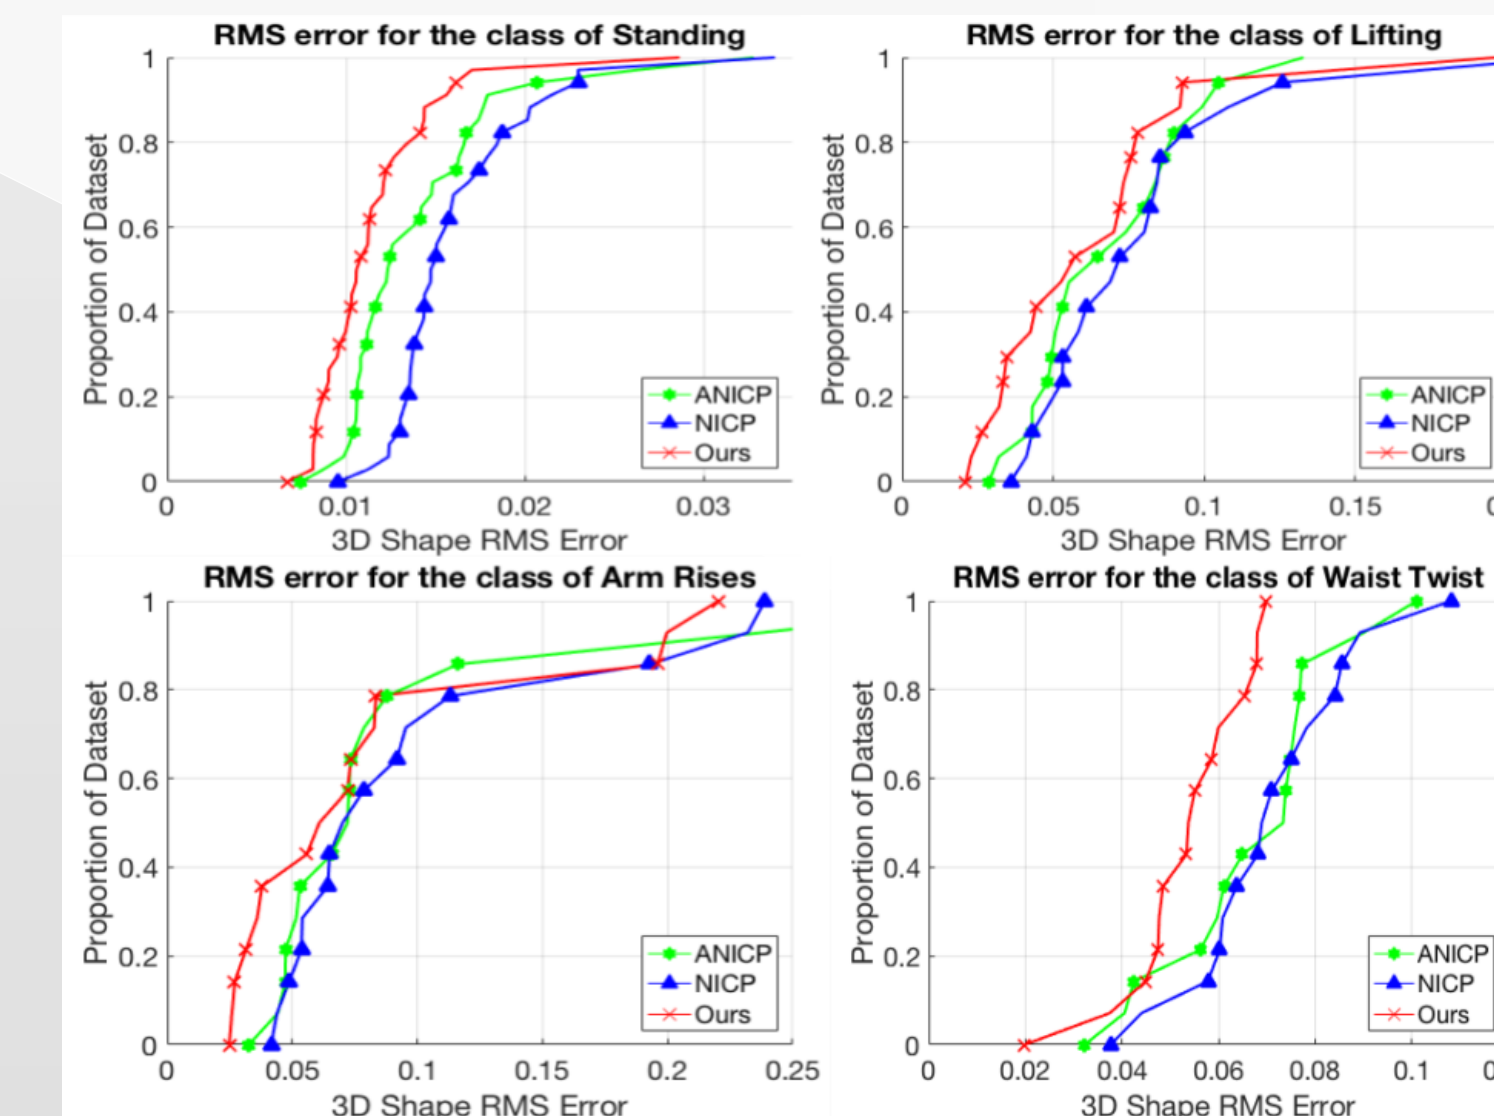 RMS error for the class of Standing
1
0.8
0.6
0.4
0.2
0
Proportion of Dataset
0
0.01
0.02
0.03
3D Shape RMS Error
ANICP
NICP
Ours
RMS error for the class of Lifting
1
0.8
0.6
0.4
0.2
0
Proportion of Dataset
0
0.05
0.1
0.15
3D Shape RMS Error
ANICP
NICP
Ours
RMS error for the class of Arm Rises
1
0.8
0.6
0.4
0.2
0
Proportion of Dataset
0
0.05
0.1
0.15
0.2
0.25
3D Shape RMS Error
ANICP
NICP
Ours
RMS error for the class of Waist Twist
1
0.8
0.6
0.4
0.2
0
Proportion of Dataset
0
0.02
0.04
0.06
0.08
0.1
3D Shape RMS Error
ANICP
NICP
Ours